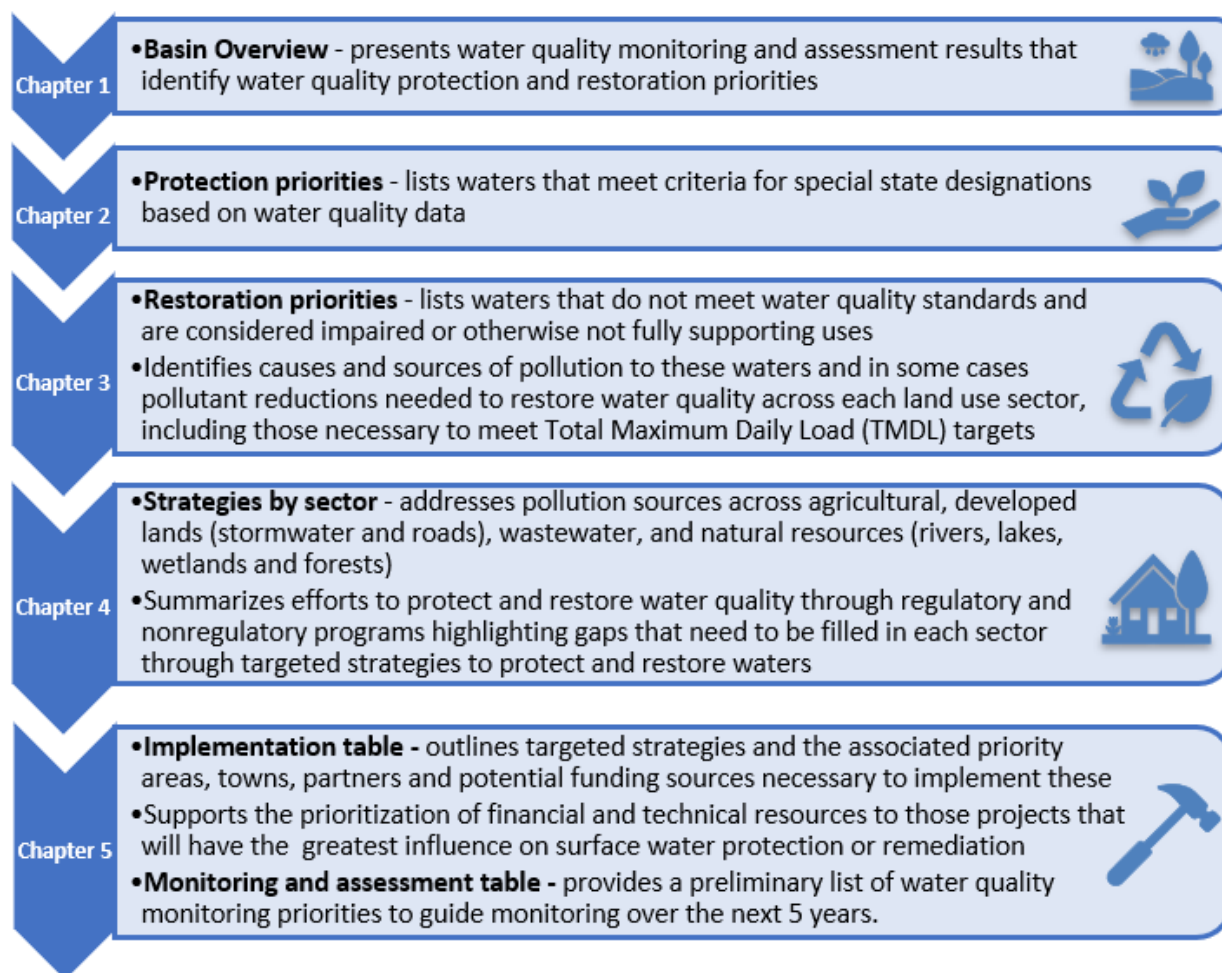 Chapter 1
•Basin Overview - presents water quality monitoring and assessment results that
identify water quality protection and restoration priorities
Chapter 2
•Protection priorities - lists waters that meet criteria for special state designations
based on water quality data
Chapter 3
•Restoration priorities - lists waters that do not meet water quality standards and
are considered impaired or otherwise not fully supporting uses
•Identifies causes and sources of pollution to these waters and in some cases
pollutant reductions needed to restore water quality across each land use sector,
including those necessary to meet Total Maximum Daily Load (TMDL) targets
Chapter 4
•Strategies by sector - addresses pollution sources across agricultural, developed
lands (stormwater and roads), wastewater, and natural resources (rivers, lakes,
wetlands and forests)
•Summarizes efforts to protect and restore water quality through regulatory and
nonregulatory programs highlighting gaps that need to be filled in each sector
through targeted strategies to protect and restore waters
Chapter 5
•Implementation table - outlines targeted strategies and the associated priority
areas, towns, partners and potential funding sources necessary to implement these
•Supports the prioritization of financial and technical resources to those projects that
will have the  greatest influence on surface water protection or remediation
•Monitoring and assessment table - provides a preliminary list of water quality
monitoring priorities to guide monitoring over the next 5 years.